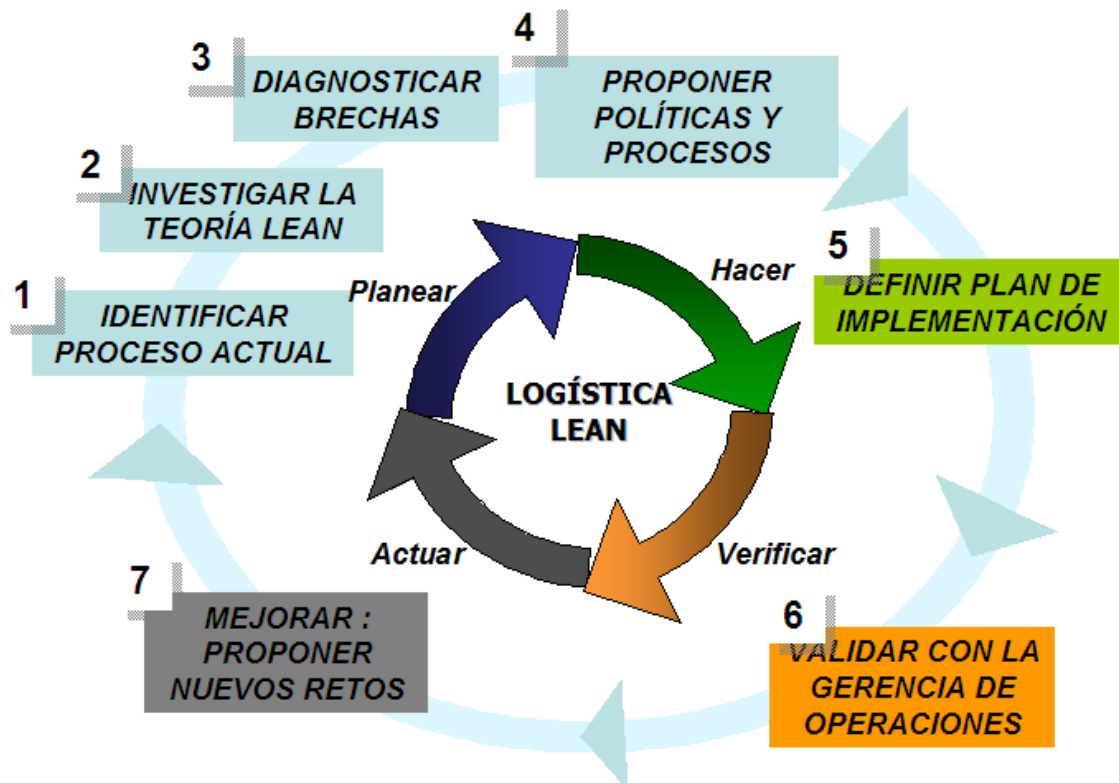 1
IDENTIFICAR
PROCESO ACTUAL
2
INVESTIGAR LA
TEORÍA LEAN
3
DIAGNOSTICAR
BRECHAS
4
PROPONER
POLÍTICAS Y
PROCESOS
5
DEFINIR PLAN DE
IMPLEMENTACIÓN
6
VALIDAR CON LA
GERENCIA DE
OPERACIONES
7
MEJORAR :
PROPONER
NUEVOS RETOS
Planear
Hacer
Verificar
Actuar
LOGÍSTICA
LEAN